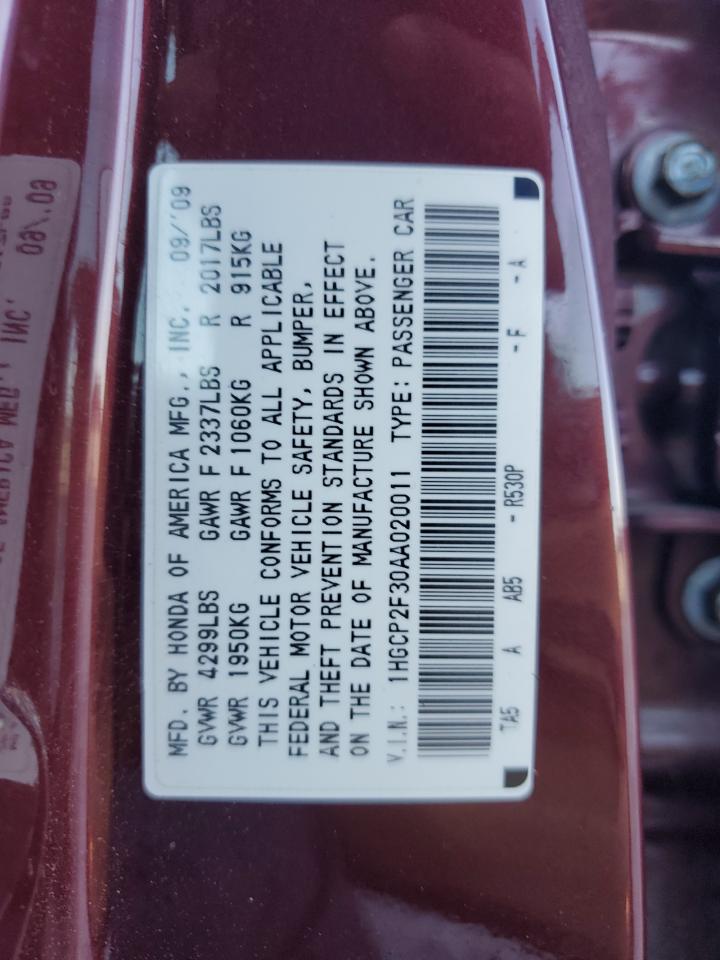 MFD. BY HONDA OF AMERICA MFG., INC. 09/'09
GVWR 4299LBS GAWR F 2337LBS R 2017LBS
GVWR 1950KG GAWR F 1060KG R 915KG
THIS VEHICLE CONFORMS TO ALL APPLICABLE
FEDERAL MOTOR VEHICLE SAFETY, BUMPER,
AND THEFT PREVENTION STANDARDS IN EFFECT
ON THE DATE OF MANUFACTURE SHOWN ABOVE.
V.I.N.: 1HGCP2F30AA020011 TYPE: PASSENGER CAR
TA5 A AB5 - R530P - F - A